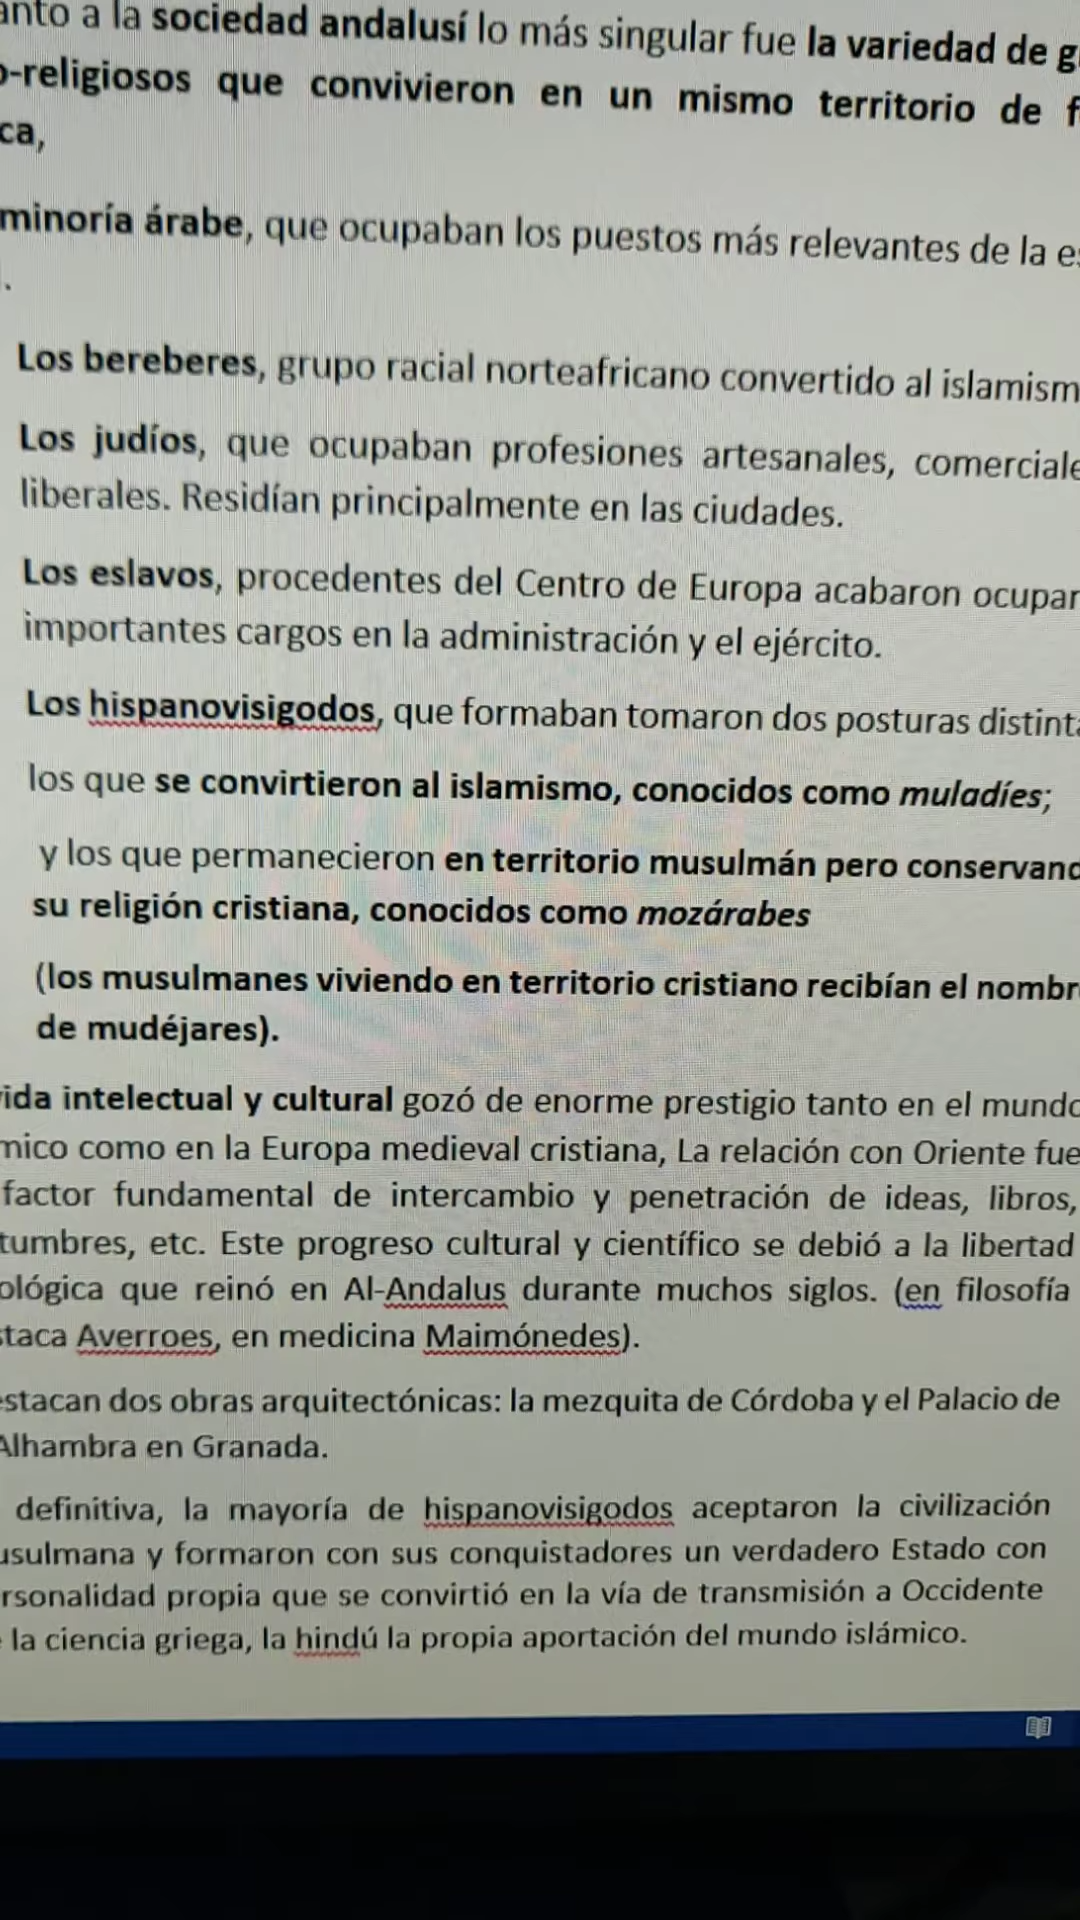 anto a la sociedad andalusí lo más singular fue la variedad de g
o-religiosos que convivieron en un mismo territorio de f
ca,
minoría árabe, que ocupaban los puestos más relevantes de la es
.
Los bereberes, grupo racial norteafricano convertido al islamism
Los judíos, que ocupaban profesiones artesanales, comerciale
liberales. Residían principalmente en las ciudades.
Los eslavos, procedentes del Centro de Europa acabaron ocupan
importantes cargos en la administración y el ejército.
Los hispanovisigodos, que formaban tomaron dos posturas distinta
los que se convirtieron al islamismo, conocidos como muladíes;
y los que permanecieron en territorio musulmán pero conservand
su religión cristiana, conocidos como mozárabes
(los musulmanes viviendo en territorio cristiano recibían el nombre
de mudéjares).
vida intelectual y cultural gozó de enorme prestigio tanto en el mundo
mico como en la Europa medieval cristiana, La relación con Oriente fue
factor fundamental de intercambio y penetración de ideas, libros,
tumbres, etc. Este progreso cultural y científico se debió a la libertad
ológica que reinó en Al-Andalus durante muchos siglos. (en filosofía
staca Averroes, en medicina Maimónedes).
estacan dos obras arquitectónicas: la mezquita de Córdoba y el Palacio de
Alhambra en Granada.
definitiva, la mayoría de hispanovisigodos aceptaron la civilización
usulmana y formaron con sus conquistadores un verdadero Estado con
rsonalidad propia que se convirtió en la vía de transmisión a Occidente
la ciencia griega, la hindú la propia aportación del mundo islámico.